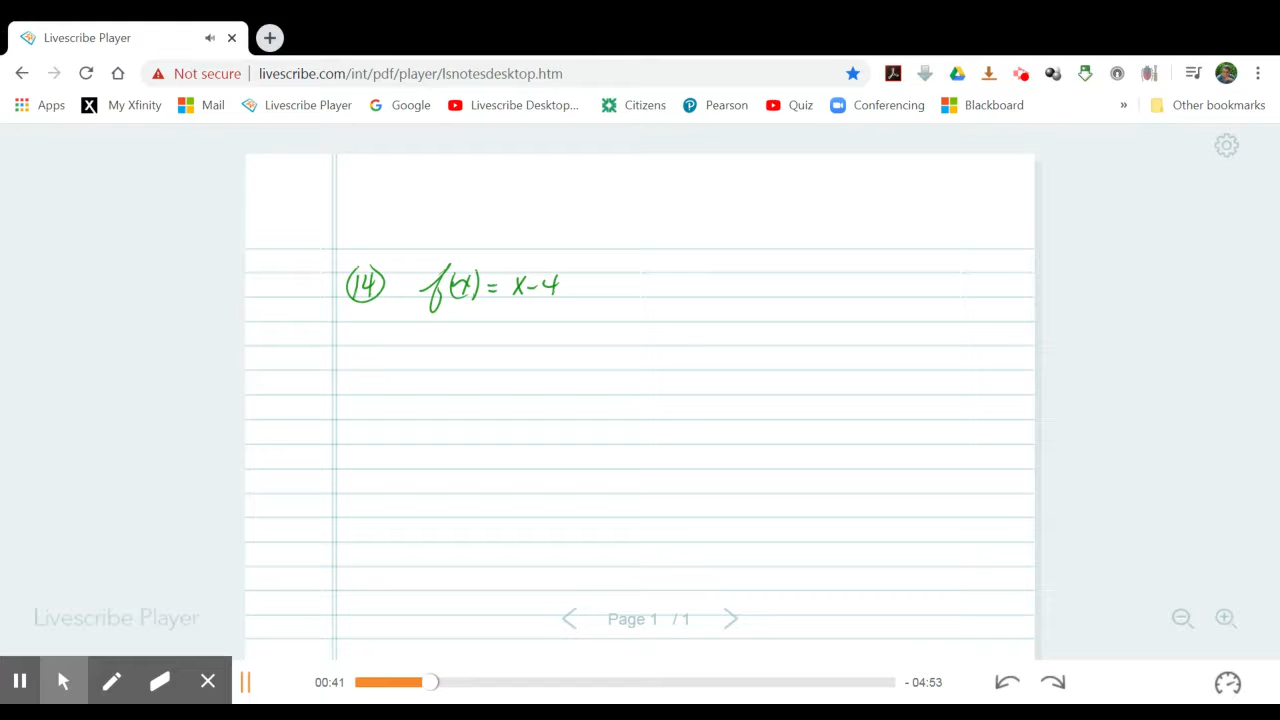 Livescribe Player
Not secure | livescribe.com/int/pdf/player/lsnotesdesktop.htm
Apps My Xfinity Mail Livescribe Player Google Livescribe Desktop... Citizens Person Quiz Conferencing Blackboard » Other bookmarks
14 f(x) = x-4
Livescribe Player
Page 1 / 1
00:41 - 04:53